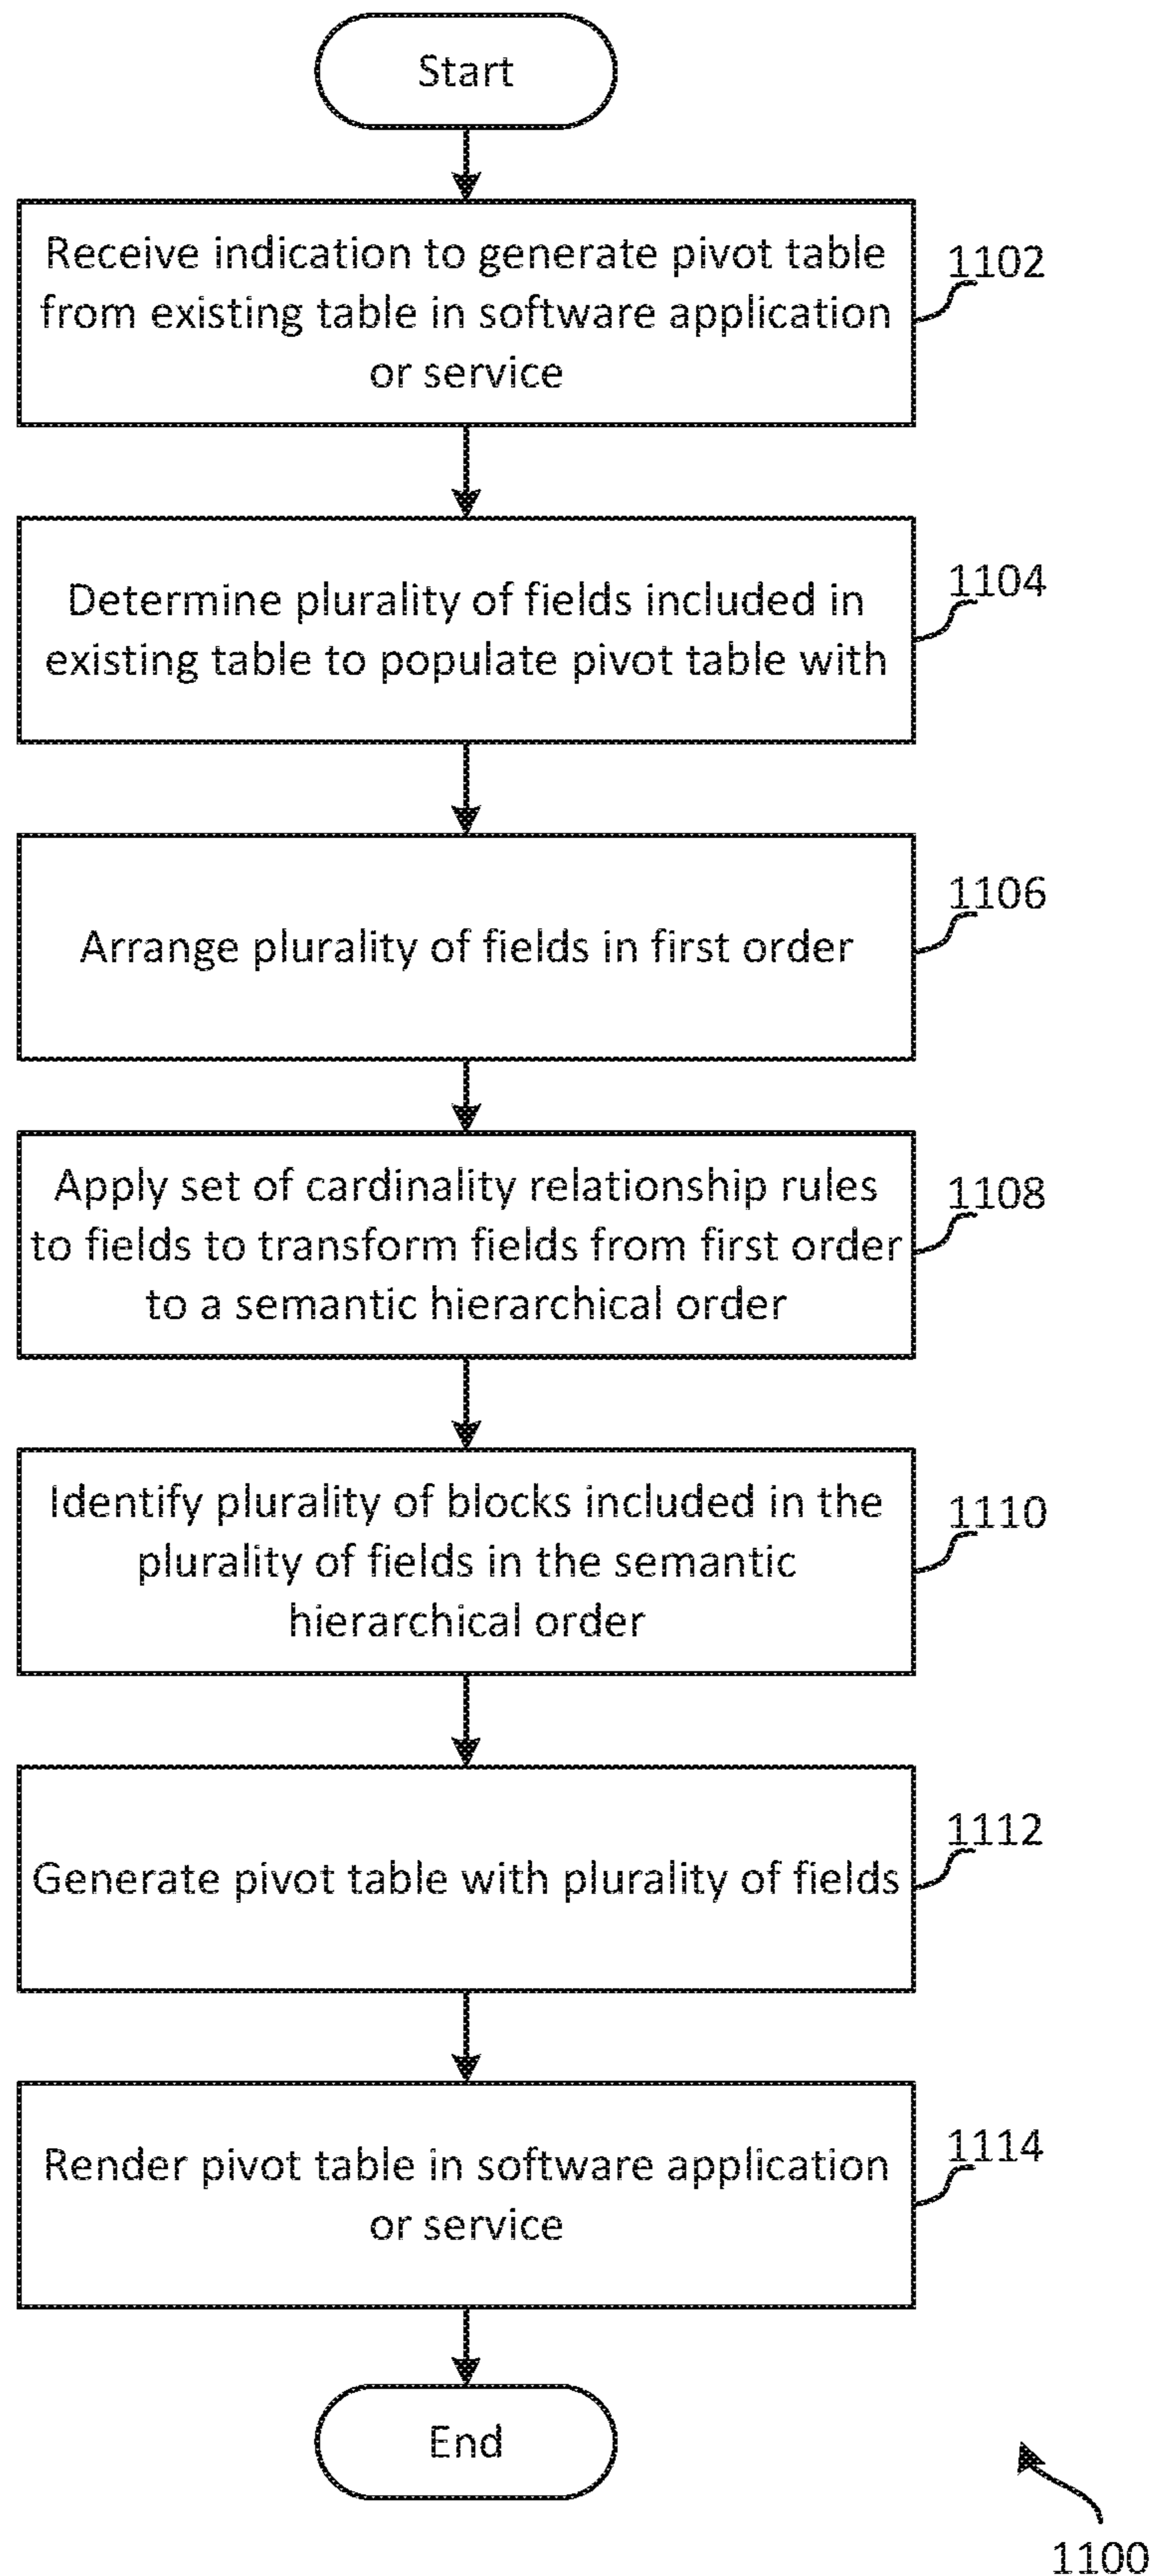 Start
Receive indication to generate pivot table
from existing table in software application
or service
1102
Determine plurality of fields included in
existing table to populate pivot table with
1104
Arrange plurality of fields in first order
1106
Apply set of cardinality relationship rules
to fields to transform fields from first order
to a semantic hierarchical order
1108
Identify plurality of blocks included in the
plurality of fields in the semantic
hierarchical order
1110
Generate pivot table with plurality of fields
1112
Render pivot table in software application
or service
1114
End
1100